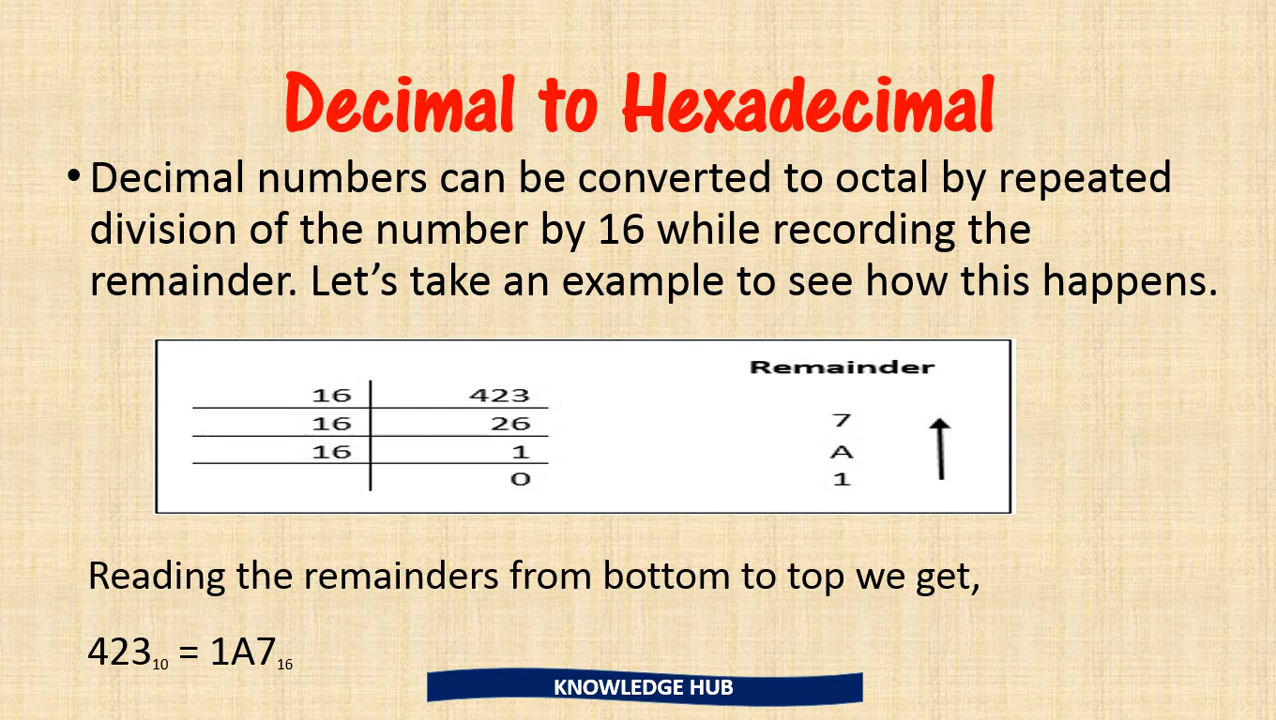 Decimal to Hexadecimal
• Decimal numbers can be converted to octal by repeated
division of the number by 16 while recording the
remainder. Let’s take an example to see how this happens.
Remainder
16 423
16 26 7
16 1 A
0 1
Reading the remainders from bottom to top we get,
423₁₀ = 1A7₁₆
KNOWLEDGE HUB